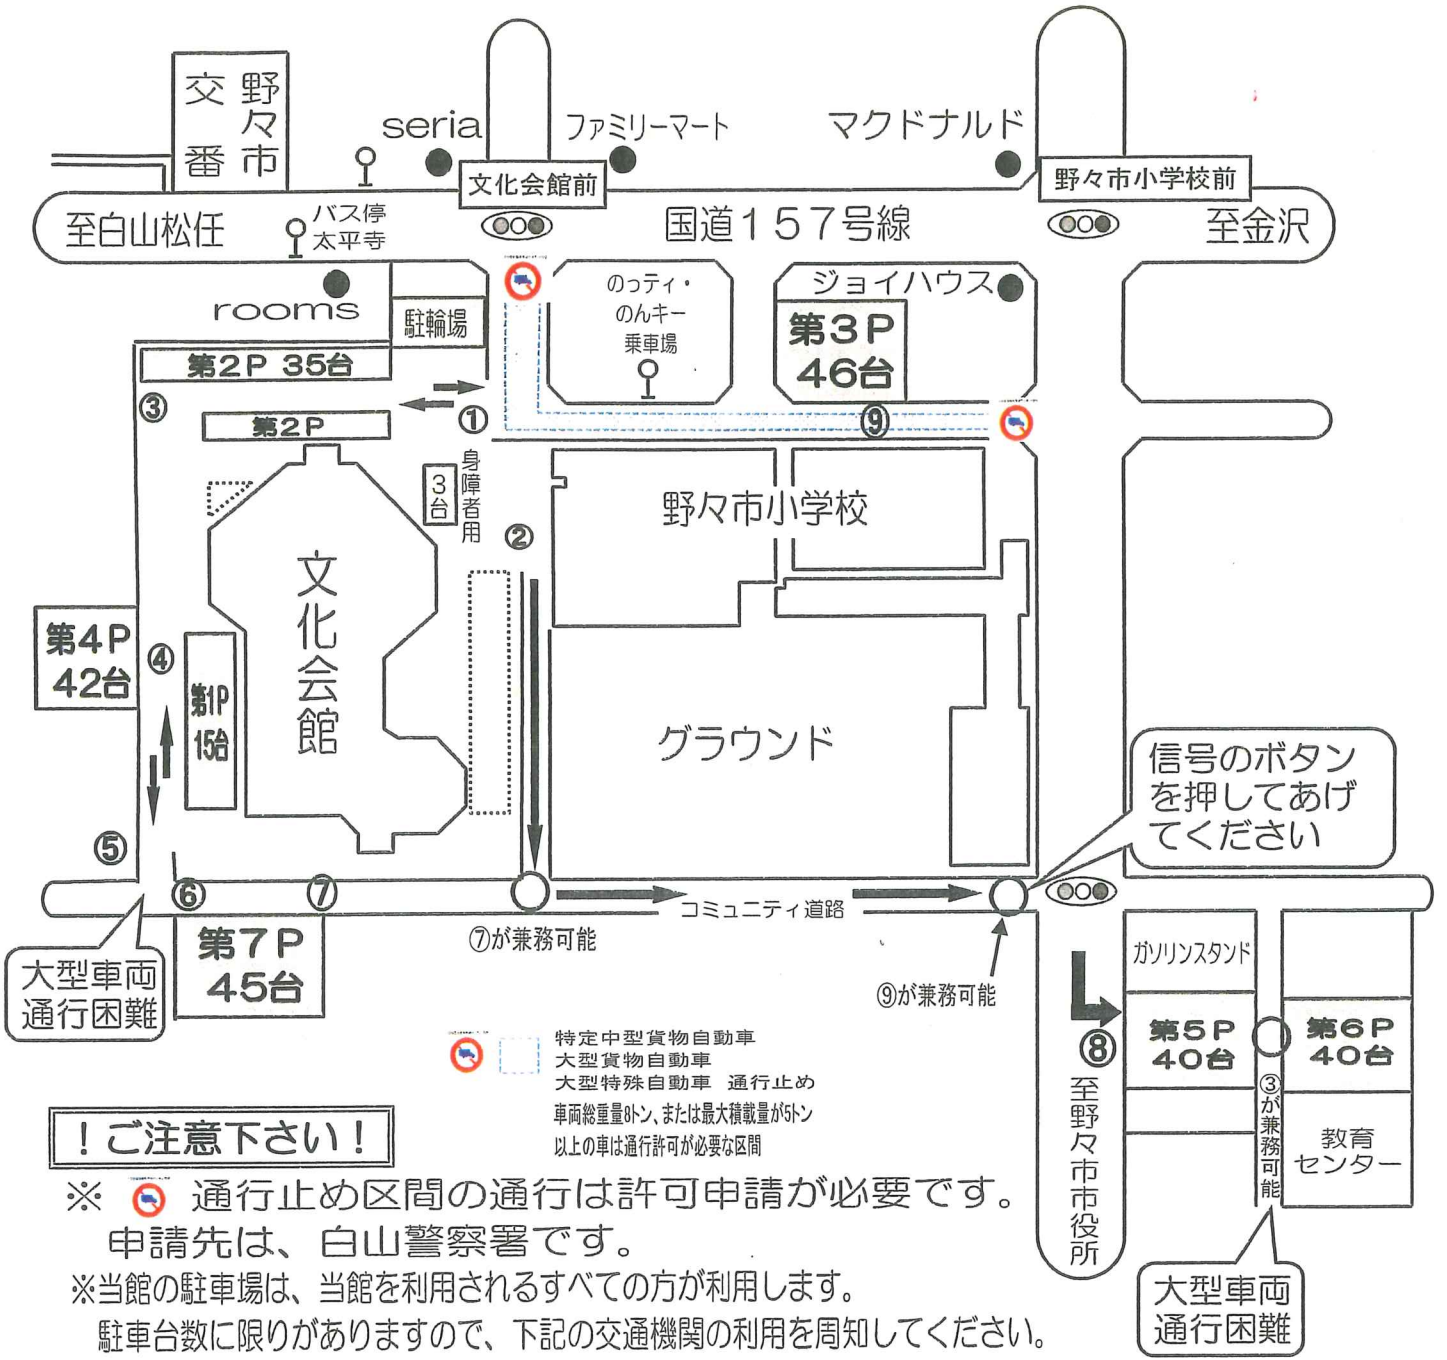 野々市
交番
seria
ファミリーマート
マクドナルド
文化会館前
野々市小学校前
至白山松任
バス停
太平寺
国道157号線
至金沢
rooms
駐輪場
のっティ・
のんキー
乗車場
ジョイハウス
第3P
46台
第2P 35台
③
①
⑨
第2P
身障者用
3台
②
野々市小学校
文化会館
第4P
42台
④
第1P
15台
グラウンド
信号のボタン
を押してあげ
てください
⑤
⑥
⑦
コミュニティ道路
⑦が兼務可能
⑨が兼務可能
第7P
45台
大型車両
通行困難
ガソリンスタンド
第5P
40台
第6P
40台
⑧
③が兼務可能
至野々市市役所
教育
センター
大型車両
通行困難
特定中型貨物自動車
大型貨物自動車
大型特殊自動車 通行止め
車両総重量8トン、または最大積載量が5トン
以上の車は通行許可が必要な区間
！ご注意下さい！
※ 通行止め区間の通行は許可申請が必要です。
申請先は、白山警察署です。
※当館の駐車場は、当館を利用されるすべての方が利用します。
駐車台数に限りがありますので、下記の交通機関の利用を周知してください。